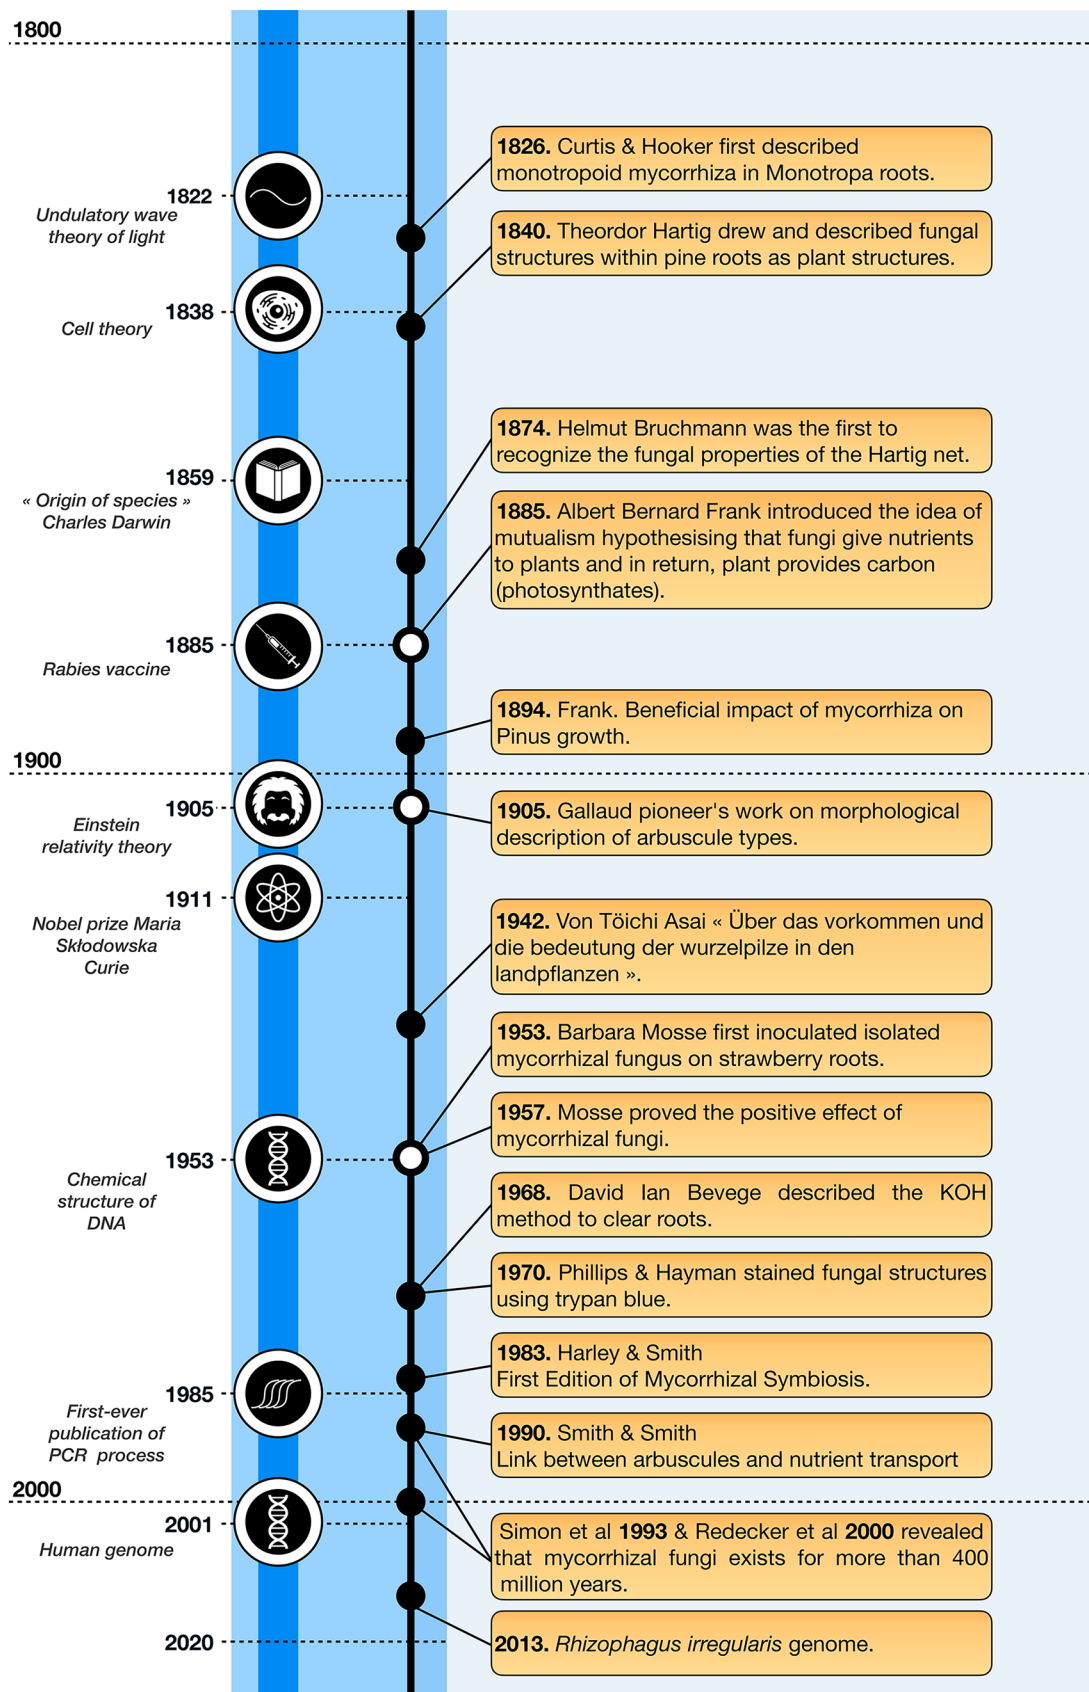 1800
1826. Curtis & Hooker first described
monotropoid mycorrhiza in Monotropa roots.
1822
Undulatory wave
theory of light
1840. Theordor Hartig drew and described fungal
structures within pine roots as plant structures.
1838
Cell theory
1874. Helmut Bruchmann was the first to
recognize the fungal properties of the Hartig net.
1859
« Origin of species »
Charles Darwin
1885. Albert Bernard Frank introduced the idea of
mutualism hypothesising that fungi give nutrients
to plants and in return, plant provides carbon
(photosynthates).
1885
Rabies vaccine
1894. Frank. Beneficial impact of mycorrhiza on
Pinus growth.
1900
1905
Einstein
relativity theory
1905. Gallaud pioneer's work on morphological
description of arbuscule types.
1911
Nobel prize Maria
Skłodowska
Curie
1942. Von Töichi Asai « Über das vorkommen und
die bedeutung der wurzelpilze in den
landpflanzen ».
1953. Barbara Mosse first inoculated isolated
mycorrhizal fungus on strawberry roots.
1957. Mosse proved the positive effect of
mycorrhizal fungi.
1953
Chemical
structure of
DNA
1968. David Ian Bevege described the KOH
method to clear roots.
1970. Phillips & Hayman stained fungal structures
using trypan blue.
1983. Harley & Smith
First Edition of Mycorrhizal Symbiosis.
1985
First-ever
publication of
PCR process
1990. Smith & Smith
Link between arbuscules and nutrient transport
2000
2001
Human genome
Simon et al 1993 & Redecker et al 2000 revealed
that mycorrhizal fungi exists for more than 400
million years.
2013. Rhizophagus irregularis genome.
2020